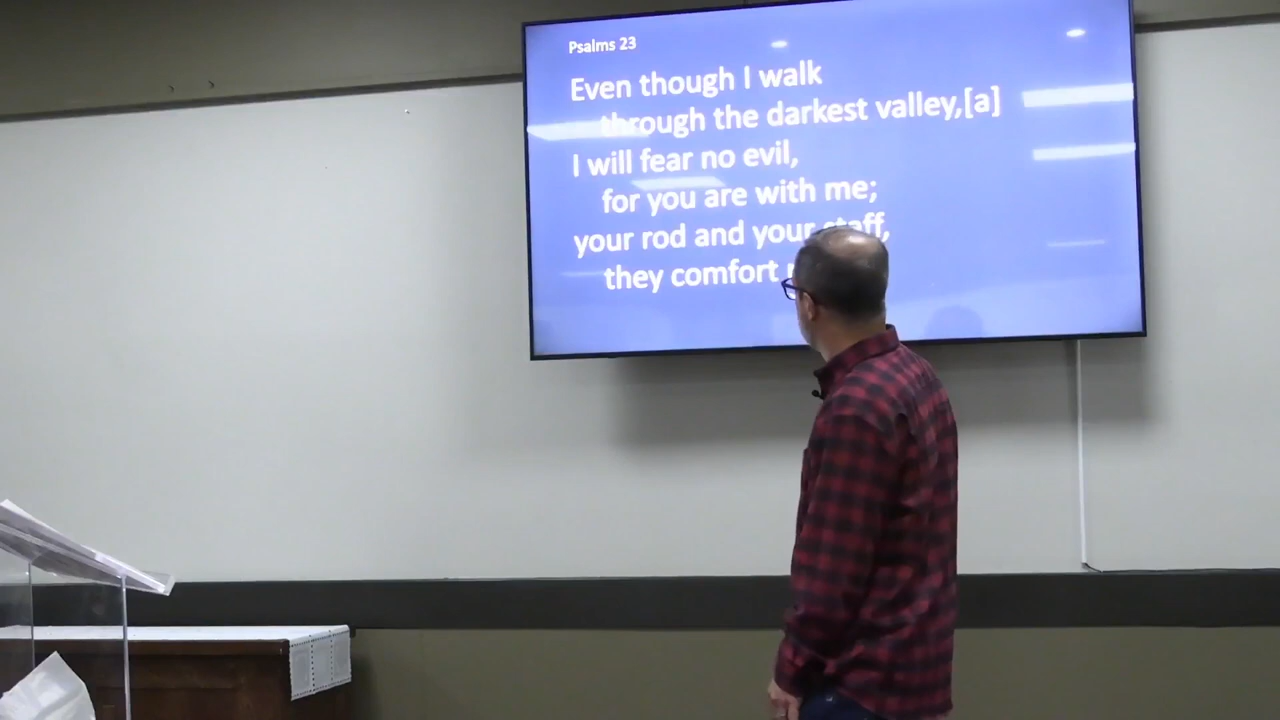 Psalms 23
Even though I walk
through the darkest valley,[a]
I will fear no evil,
for you are with me;
your rod and your staff,
they comfort